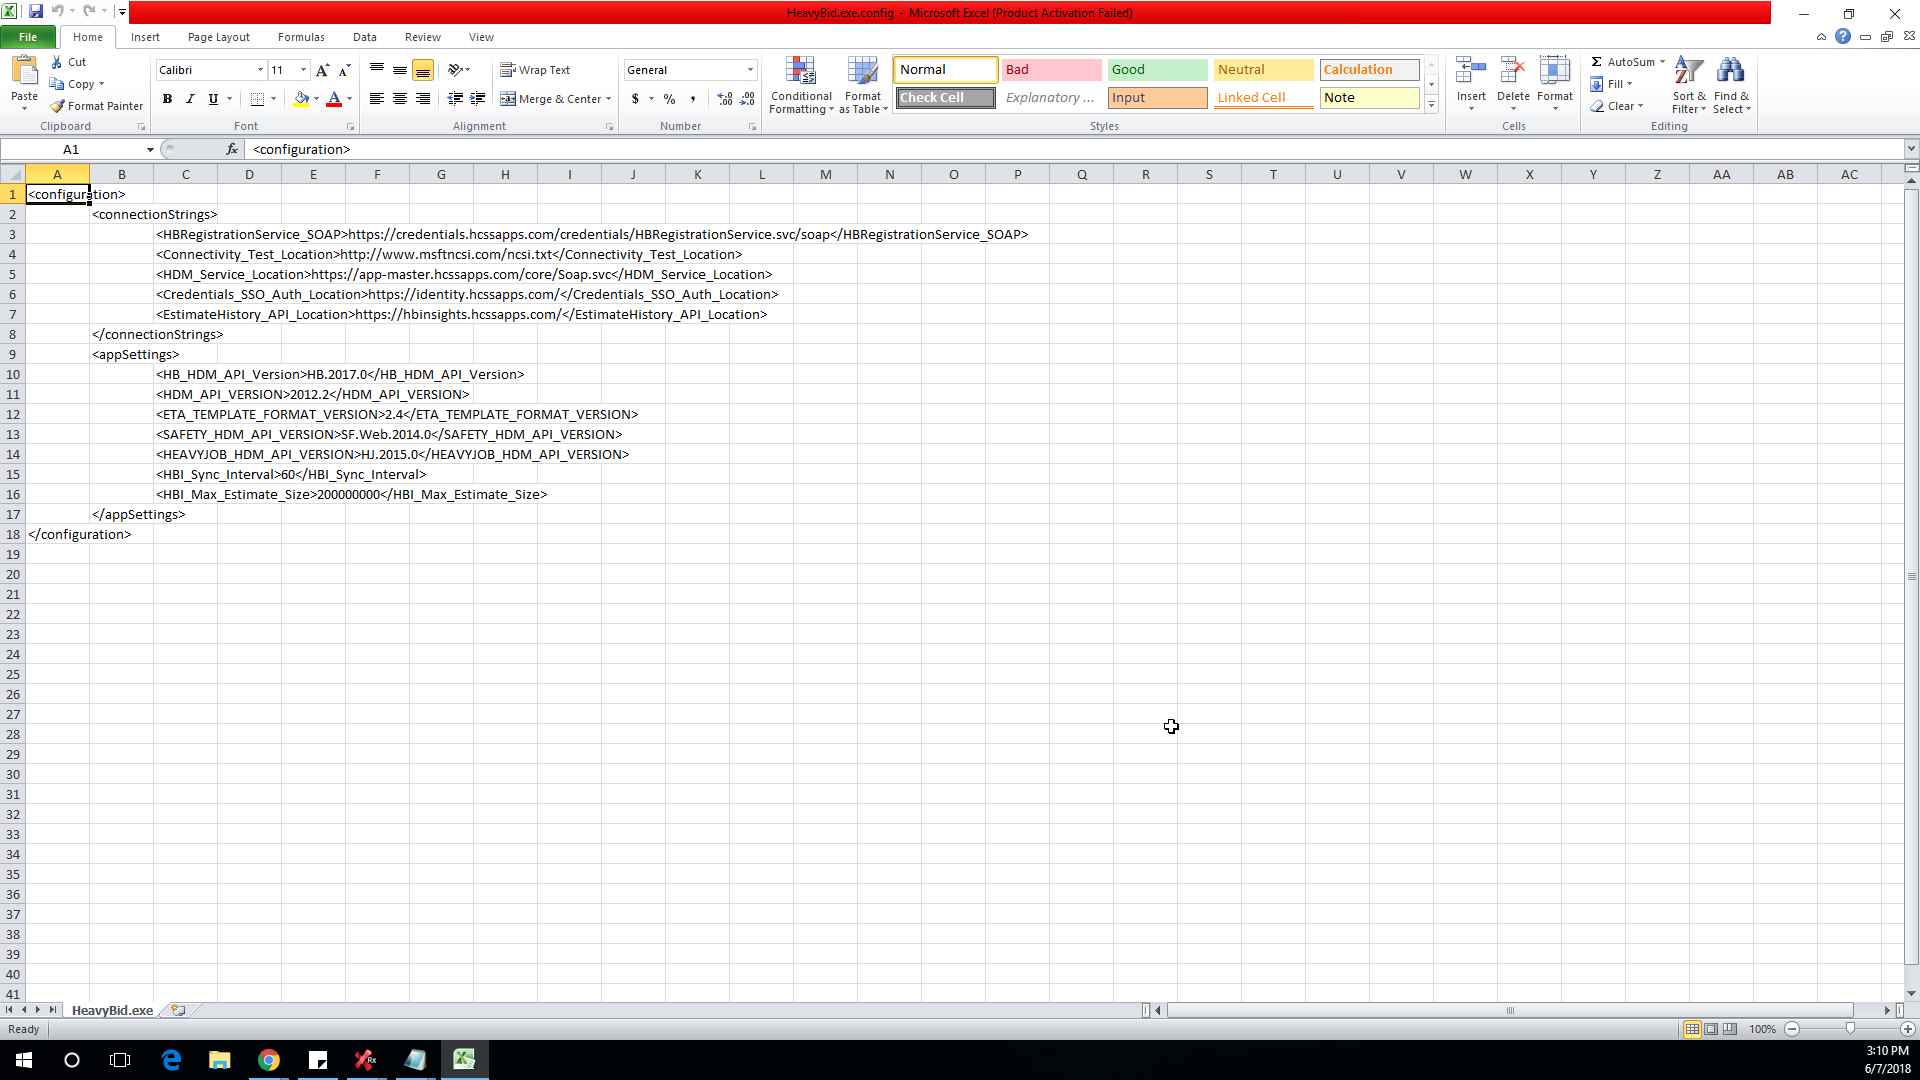 HeavyBid.exe.config - Microsoft Excel (Product Activation Failed)
File Home Insert Page Layout Formulas Data Review View
Paste
Cut
Copy
Format Painter
Clipboard
Calibri 11
B I U
Font
Wrap Text
Merge & Center
Alignment
General
$ % ,
Number
Conditional Formatting
Format as Table
Normal Bad Good Neutral Calculation
Check Cell Explanatory ... Input Linked Cell Note
Styles
Insert Delete Format
Cells
AutoSum
Fill
Clear
Sort & Filter
Find & Select
Editing
A1 fx <configuration>
A B C D E F G H I J K L M N O P Q R S T U V W X Y Z AA AB AC
1 <configuration>
2 <connectionStrings>
3 <HBRegistrationService_SOAP>https://credentials.hcssapps.com/credentials/HBRegistrationService.svc/soap</HBRegistrationService_SOAP>
4 <Connectivity_Test_Location>http://www.msftncsi.com/ncsi.txt</Connectivity_Test_Location>
5 <HDM_Service_Location>https://app-master.hcssapps.com/core/Soap.svc</HDM_Service_Location>
6 <Credentials_SSO_Auth_Location>https://identity.hcssapps.com/</Credentials_SSO_Auth_Location>
7 <EstimateHistory_API_Location>https://hbinsights.hcssapps.com/</EstimateHistory_API_Location>
8 </connectionStrings>
9 <appSettings>
10 <HB_HDM_API_Version>HB.2017.0</HB_HDM_API_Version>
11 <HDM_API_VERSION>2012.2</HDM_API_VERSION>
12 <ETA_TEMPLATE_FORMAT_VERSION>2.4</ETA_TEMPLATE_FORMAT_VERSION>
13 <SAFETY_HDM_API_VERSION>SF.Web.2014.0</SAFETY_HDM_API_VERSION>
14 <HEAVYJOB_HDM_API_VERSION>HJ.2015.0</HEAVYJOB_HDM_API_VERSION>
15 <HBI_Sync_Interval>60</HBI_Sync_Interval>
16 <HBI_Max_Estimate_Size>200000000</HBI_Max_Estimate_Size>
17 </appSettings>
18 </configuration>
19
20
21
22
23
24
25
26
27
28
29
30
31
32
33
34
35
36
37
38
39
40
41
HeavyBid.exe
Ready
100%
3:10 PM
6/7/2018